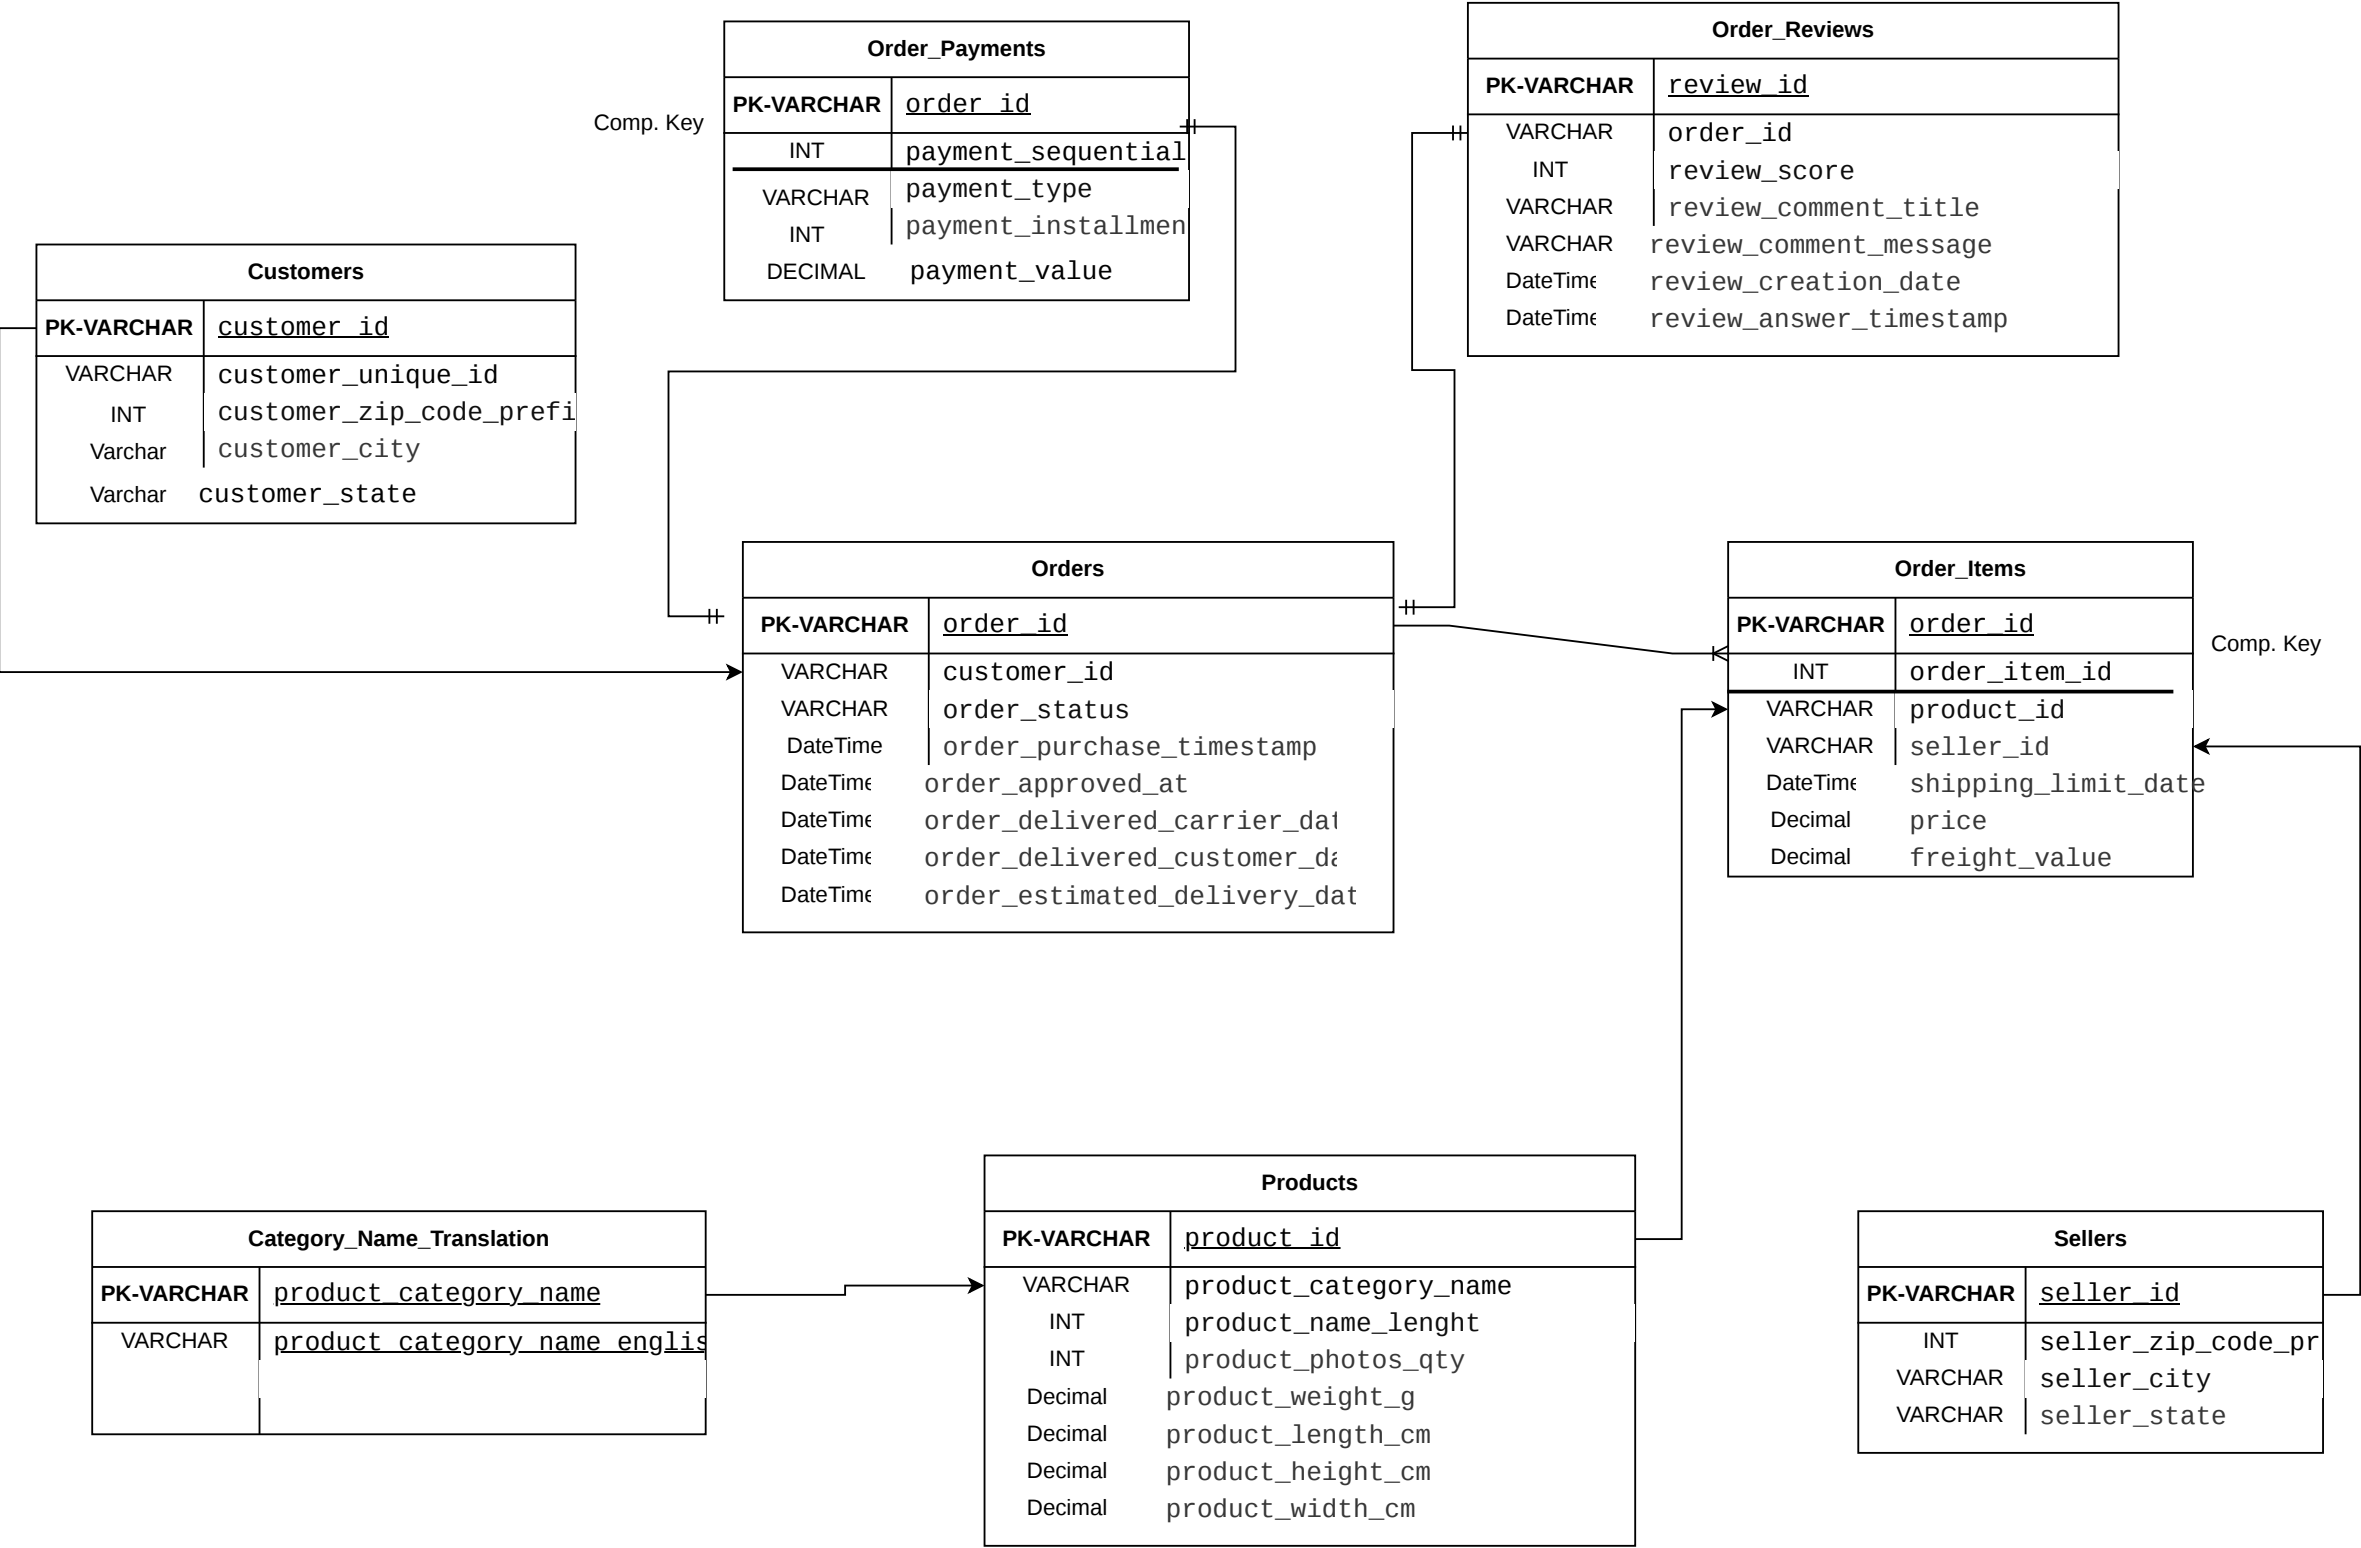 Order_Payments
PK-VARCHAR order_id
Comp. Key
INT payment_sequential
VARCHAR payment_type
INT payment_installmen
DECIMAL payment_value
Order_Reviews
PK-VARCHAR review_id
VARCHAR order_id
INT review_score
VARCHAR review_comment_title
VARCHAR review_comment_message
DateTime review_creation_date
DateTime review_answer_timestamp
Customers
PK-VARCHAR customer_id
VARCHAR customer_unique_id
INT customer_zip_code_prefi
Varchar customer_city
Varchar customer_state
Orders
PK-VARCHAR order_id
VARCHAR customer_id
VARCHAR order_status
DateTime order_purchase_timestamp
DateTime order_approved_at
DateTime order_delivered_carrier_dat
DateTime order_delivered_customer_da
DateTime order_estimated_delivery_dat
Order_Items
PK-VARCHAR order_id
Comp. Key
INT order_item_id
VARCHAR product_id
VARCHAR seller_id
DateTime shipping_limit_date
Decimal price
Decimal freight_value
Category_Name_Translation
PK-VARCHAR product_category_name
VARCHAR product_category_name_englis
Products
PK-VARCHAR product_id
VARCHAR product_category_name
INT product_name_lenght
INT product_photos_qty
Decimal product_weight_g
Decimal product_length_cm
Decimal product_height_cm
Decimal product_width_cm
Sellers
PK-VARCHAR seller_id
INT seller_zip_code_pr
VARCHAR seller_city
VARCHAR seller_state